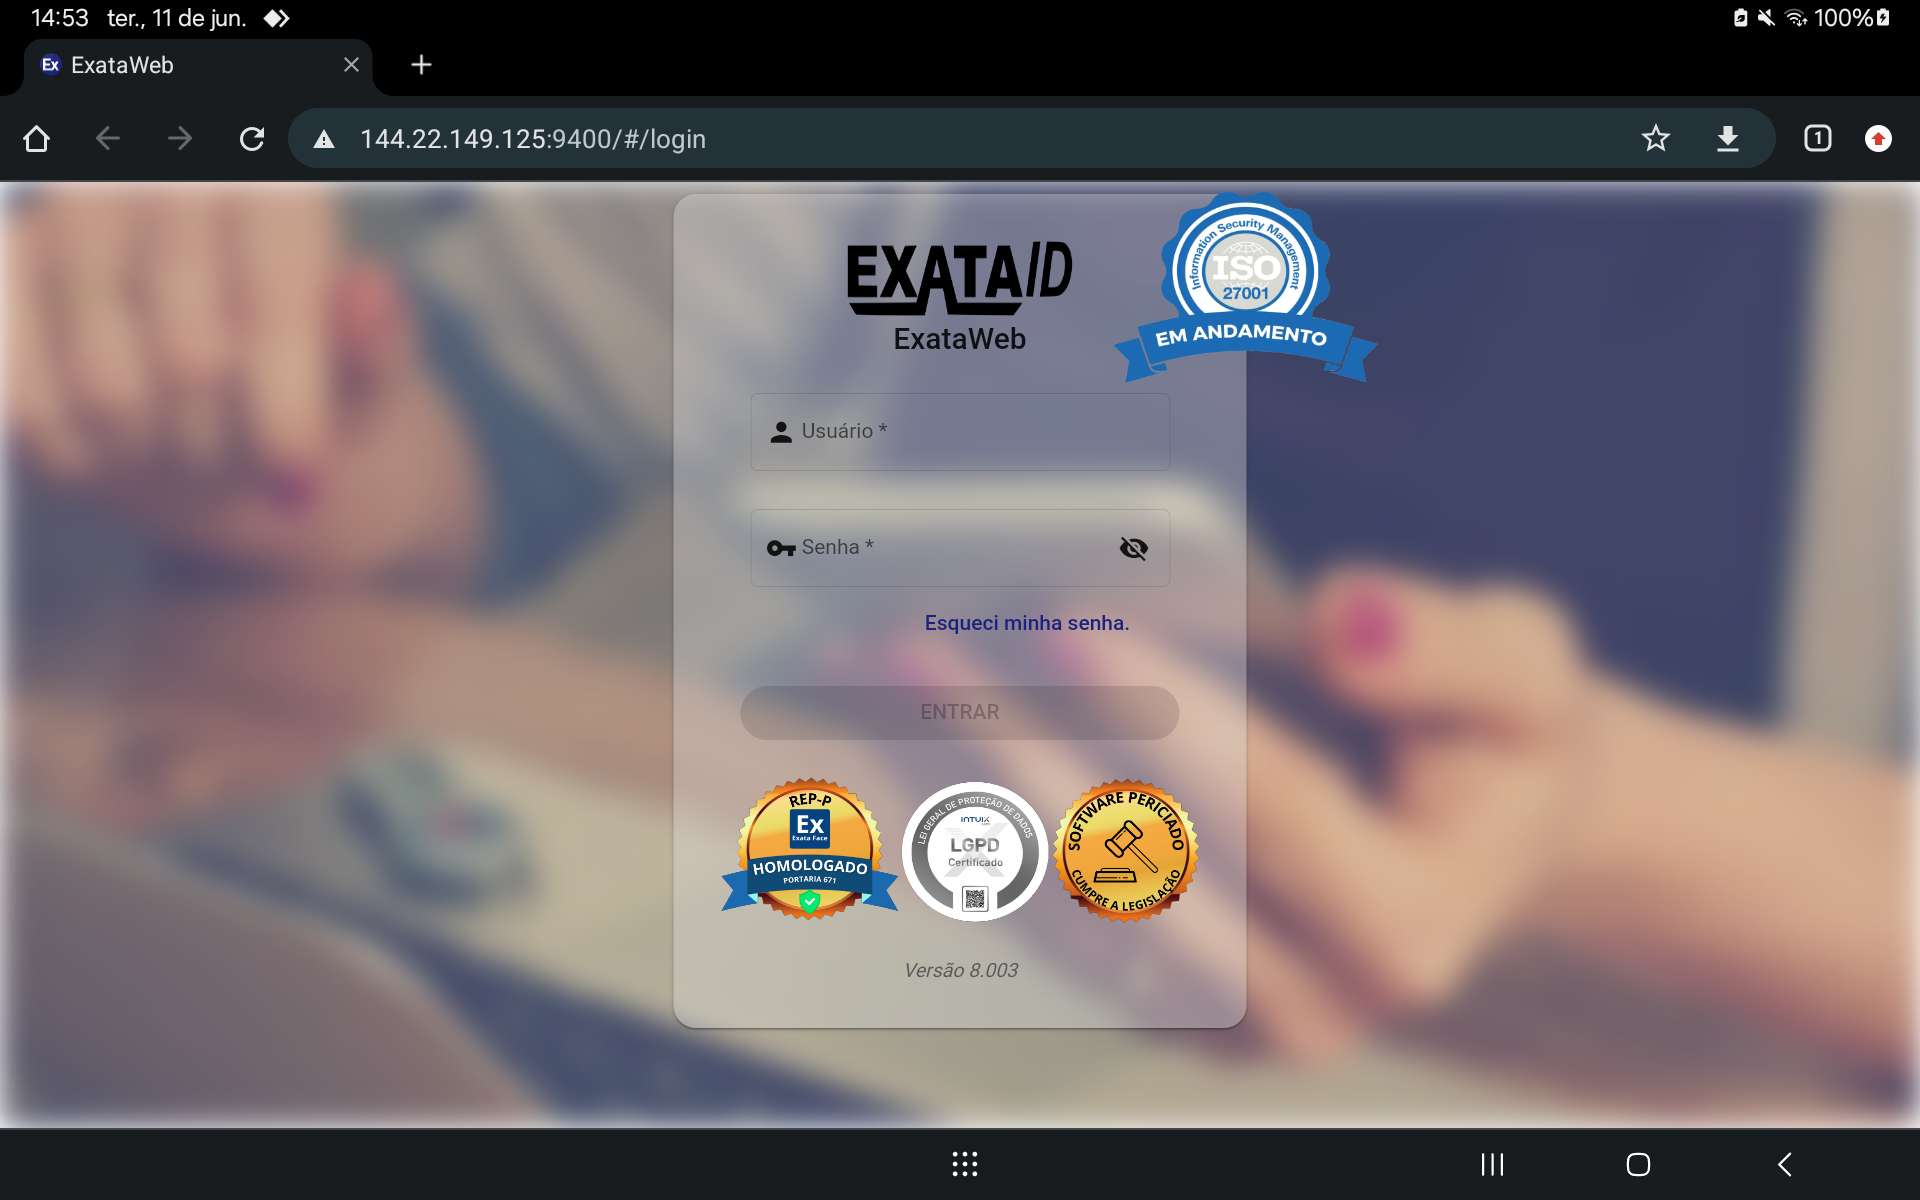 14:53 ter., 11 de jun. 100%
Ex ExataWeb
144.22.149.125:9400/#/login
1
EXATAID
ExataWeb
Information Security Management
ISO
27001
EM ANDAMENTO
Usuário *
Senha *
Esqueci minha senha.
ENTRAR
REP-P
Ex
Exata Face
HOMOLOGADO
PORTARIA 671
LEI GERAL DE PROTEÇÃO DE DADOS
INTUIX
LGPD
Certificado
SOFTWARE PERICIADO
CUMPRE A LEGISLAÇÃO
Versão 8.003